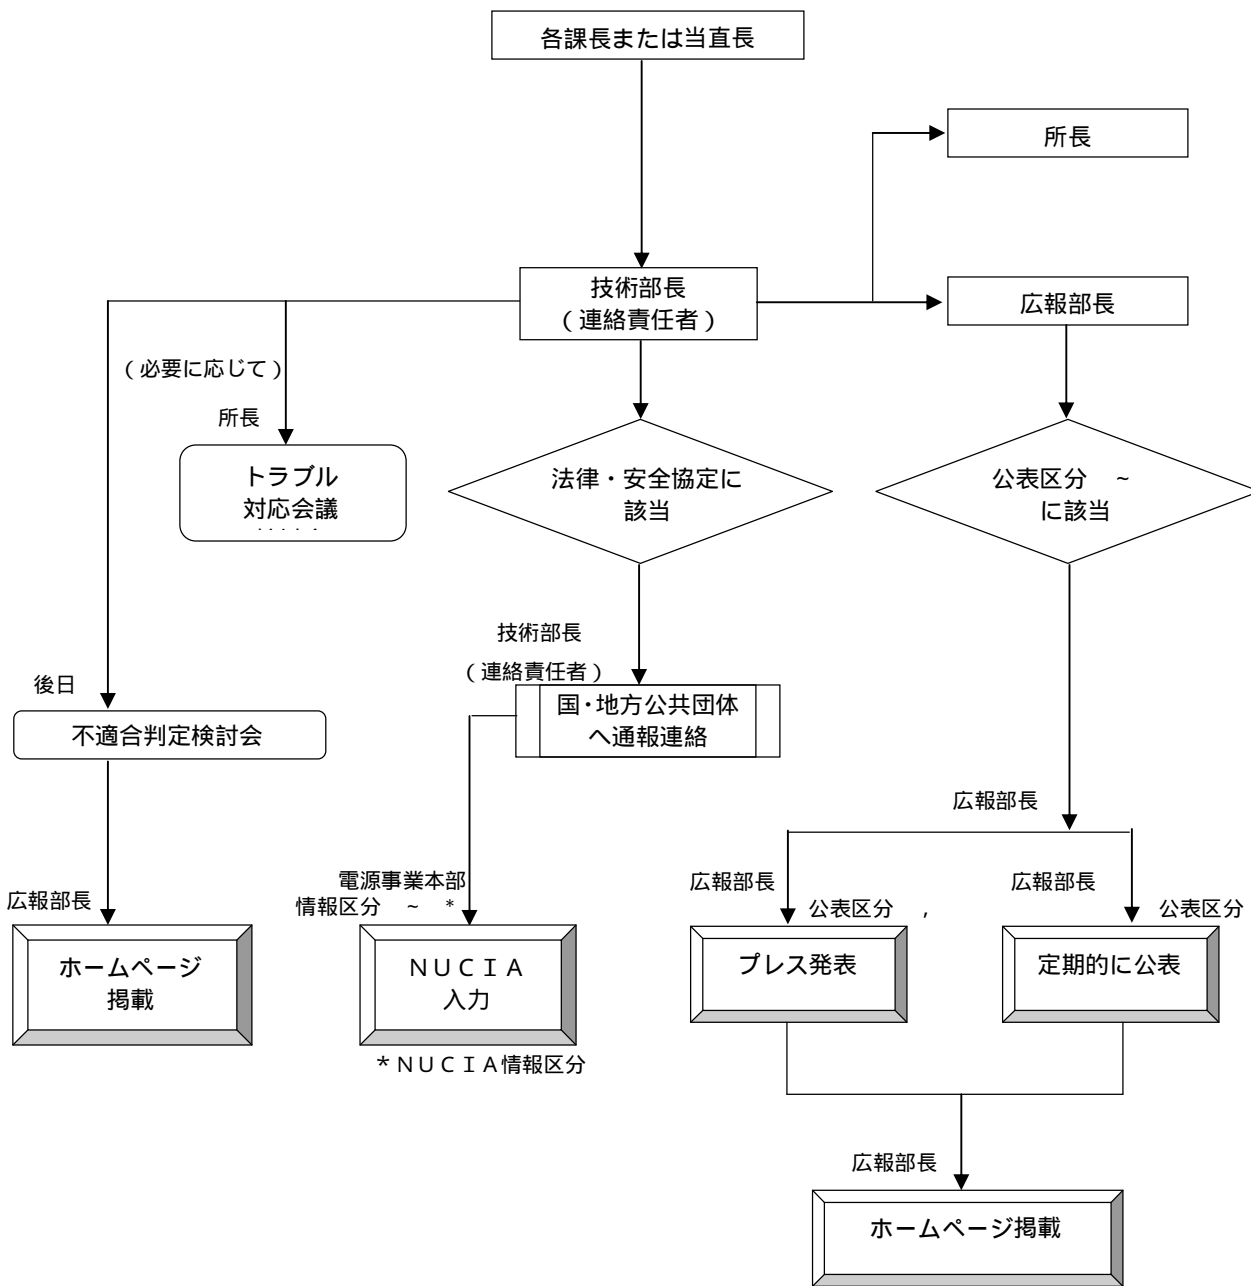 各課長または当直長
所長
技術部長
(連絡責任者)
広報部長
(必要に応じて)
所長
トラブル
対応会議
法律・安全協定に
該当
公表区分　~
に該当
技術部長
(連絡責任者)
後日
不適合判定検討会
国・地方公共団体
へ通報連絡
広報部長
電源事業本部
情報区分　~　*
広報部長
広報部長
広報部長
公表区分　,
公表区分
ホームページ
掲載
ＮＵＣＩＡ
入力
プレス発表
定期的に公表
*ＮＵＣＩＡ情報区分
広報部長
ホームページ掲載